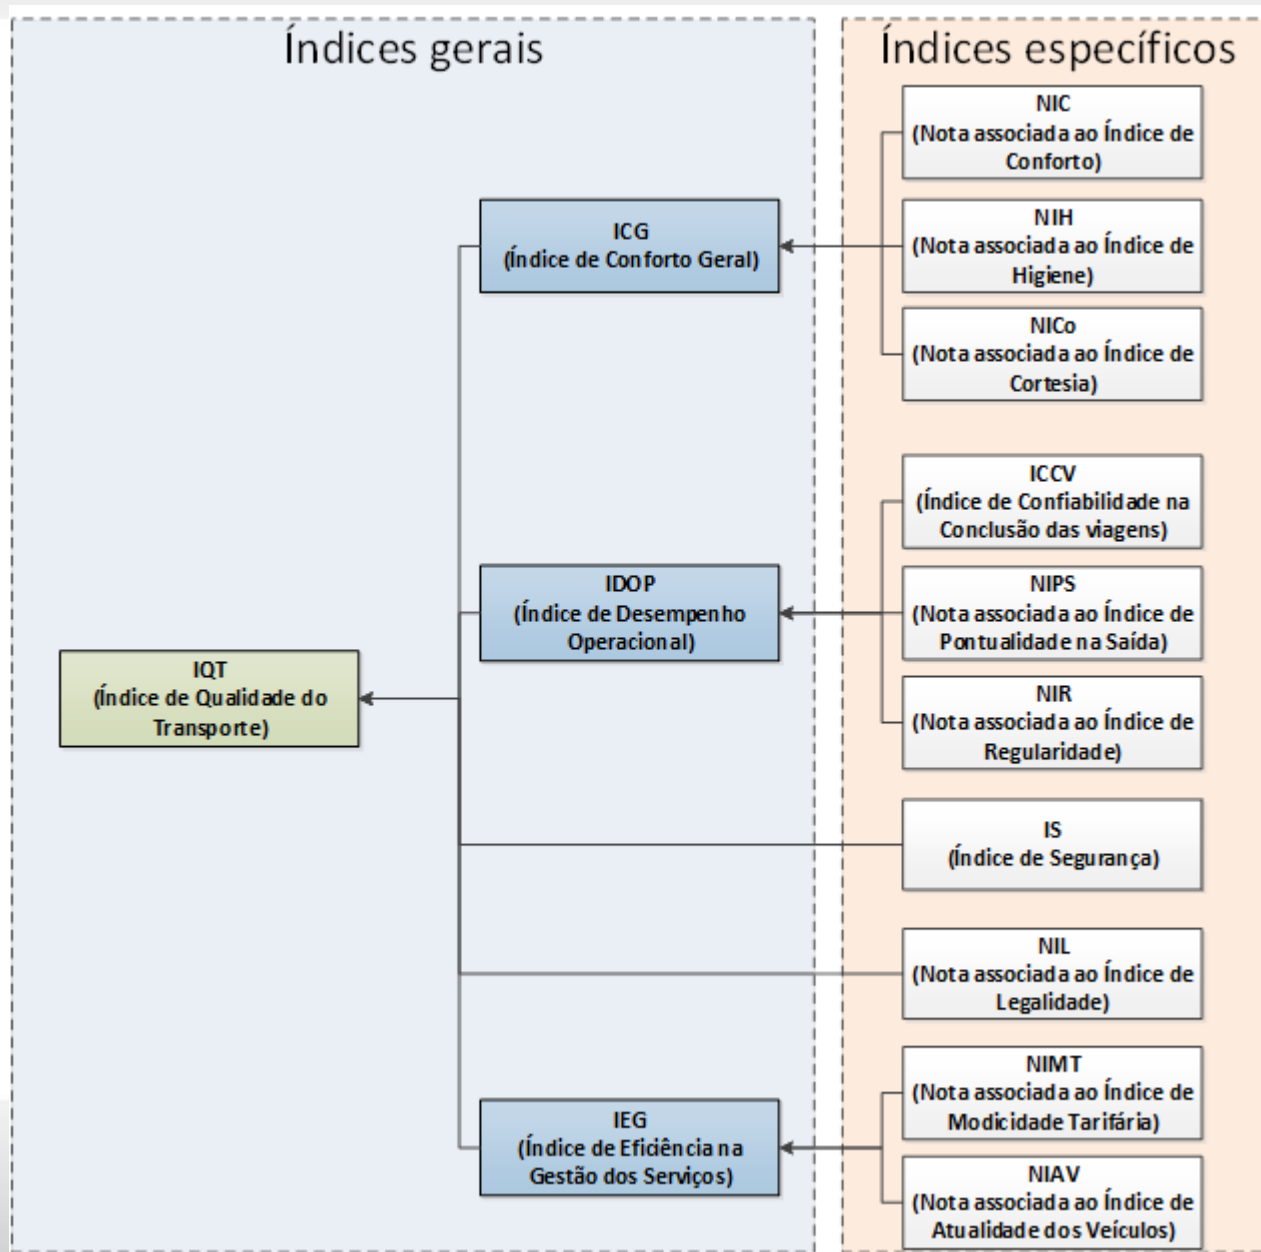 Índices gerais
Índices específicos
NIC
(Nota associada ao Índice de
Conforto)
NIH
(Nota associada ao Índice de
Higiene)
NICo
(Nota associada ao Índice de
Cortesia)
ICG
(Índice de Conforto Geral)
ICCV
(Índice de Confiabilidade na
Conclusão das viagens)
NIPS
(Nota associada ao Índice de
Pontualidade na Saída)
NIR
(Nota associada ao Índice de
Regularidade)
IDOP
(Índice de Desempenho
Operacional)
IQT
(Índice de Qualidade do
Transporte)
IS
(Índice de Segurança)
NIL
(Nota associada ao Índice de
Legalidade)
NIMT
(Nota associada ao Índice de
Modicidade Tarifária)
NIAV
(Nota associada ao Índice de
Atualidade dos Veículos)
IEG
(Índice de Eficiência na
Gestão dos Serviços)